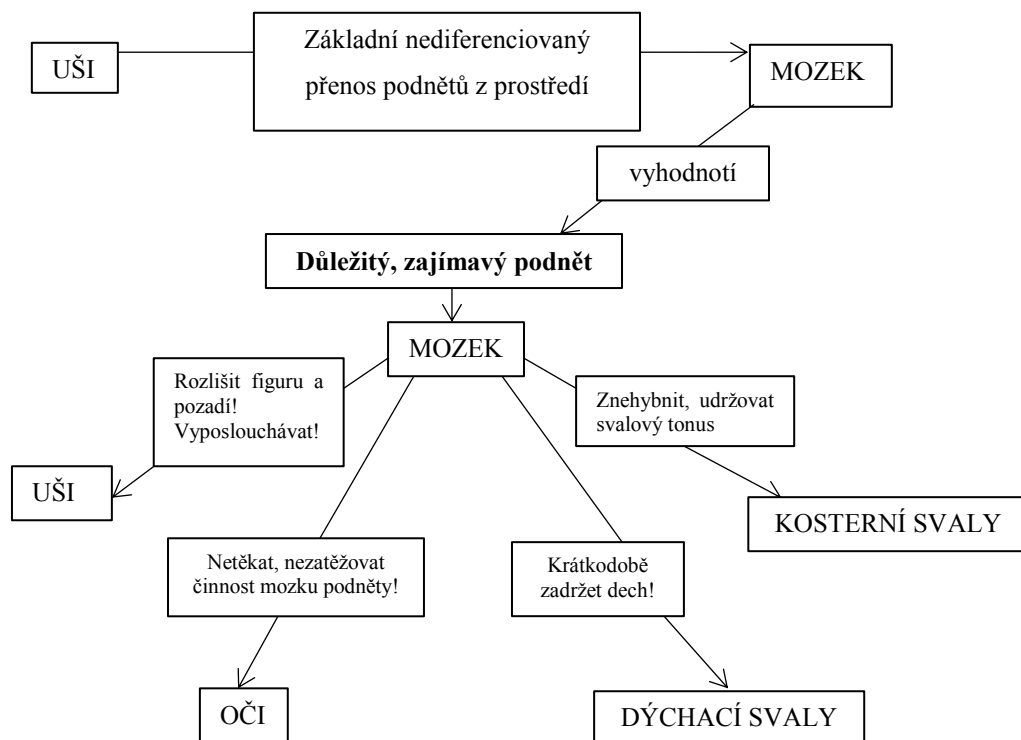 UŠI
Základní nediferenciovaný
přenos podnětů z prostředí
MOZEK
vyhodnotí
Důležitý, zajímavý podnět
MOZEK
Rozlišit figuru a
pozadí!
Vyposlouchávat!
Znehybnit, udržovat
svalový tonus
UŠI
KOSTERNÍ SVALY
Netěkat, nezatěžovat
činnost mozku podněty!
Krátkodobě
zadržet dech!
OČI
DÝCHACÍ SVALY